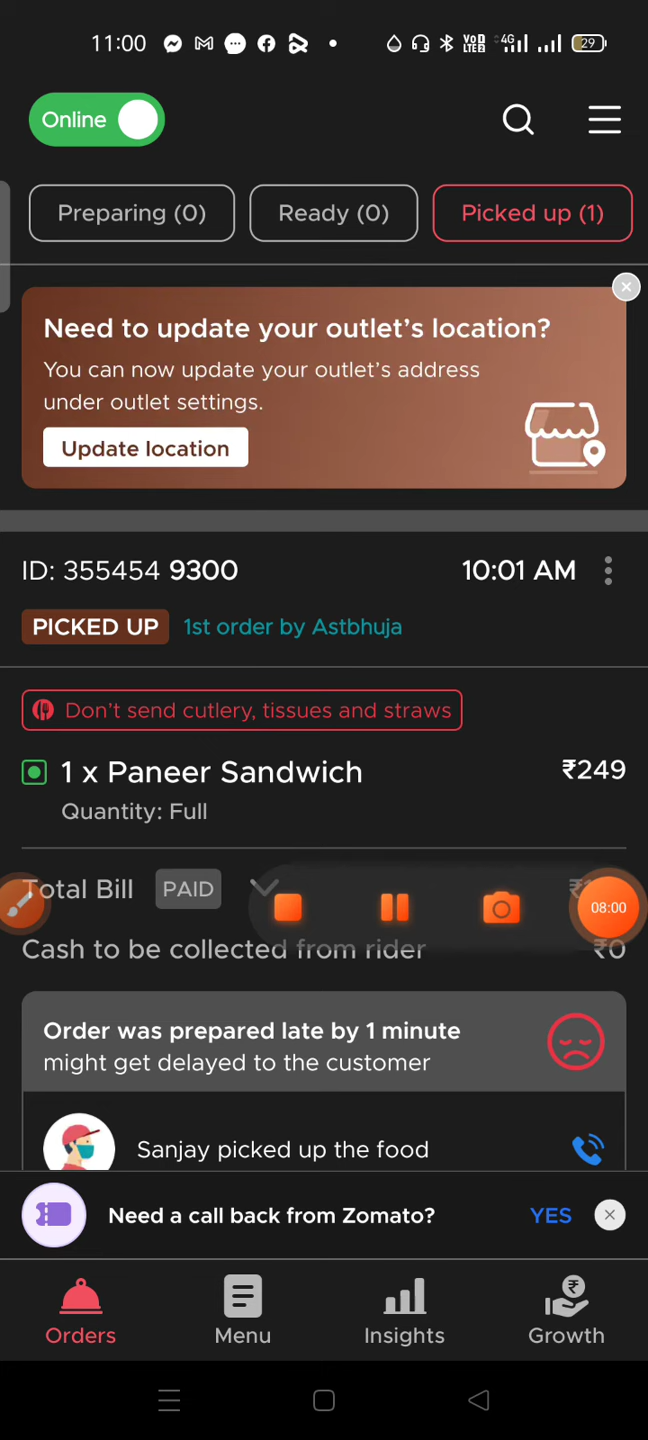 11:00
VoD LTE2 4G 29
Online
Preparing (0) Ready (0) Picked up (1)
Need to update your outlet's location?
You can now update your outlet's address
under outlet settings.
Update location
ID: 355454 9300 10:01 AM
PICKED UP 1st order by Astbhuja
Don't send cutlery, tissues and straws
1 x Paneer Sandwich ₹249
Quantity: Full
Total Bill PAID
08:00
Cash to be collected from rider ₹0
Order was prepared late by 1 minute
might get delayed to the customer
Sanjay picked up the food
Need a call back from Zomato? YES
Orders Menu Insights Growth